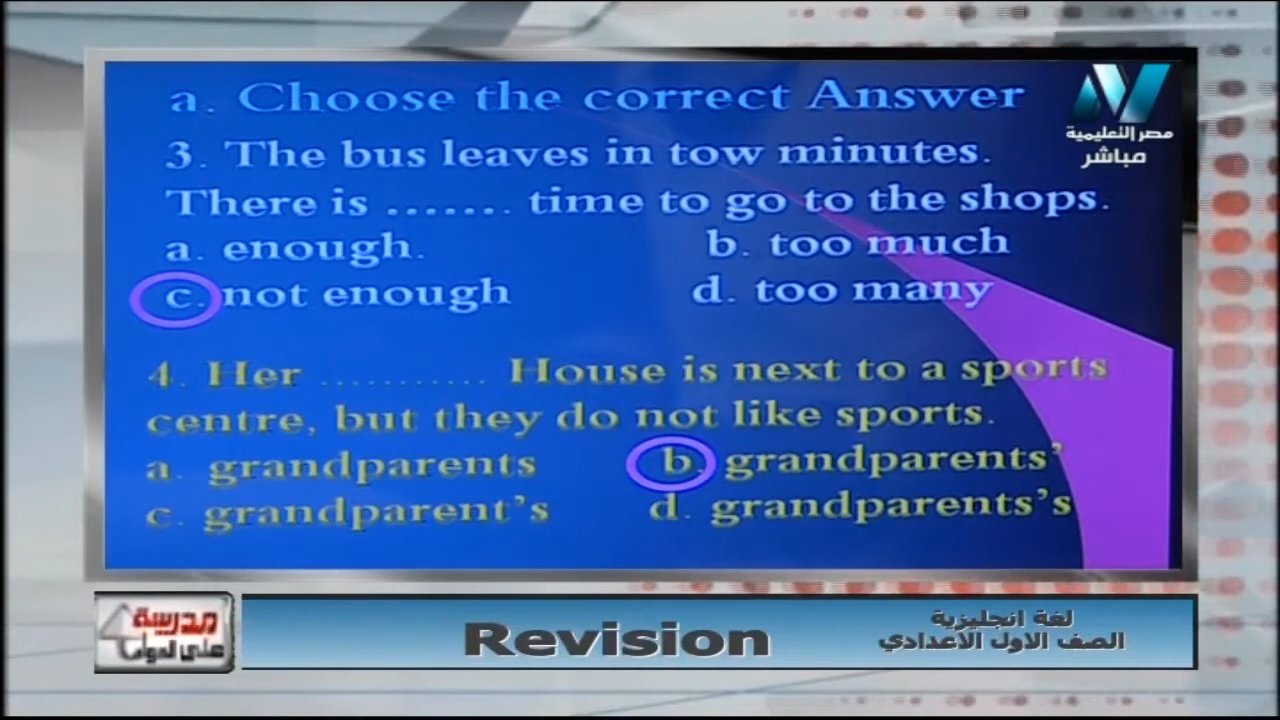 a. Choose the correct Answer
3. The bus leaves in tow minutes.
There is ....... time to go to the shops.
a. enough.
b. too much
c. not enough
d. too many
4. Her ........... House is next to a sports
centre, but they do not like sports.
a. grandparents
b. grandparents’
c. grandparent’s
d. grandparents’s
مصر التعليمية
مباشر
مدرسة
على الهواء
Revision
لغة انجليزية
الصف الاول الاعدادي